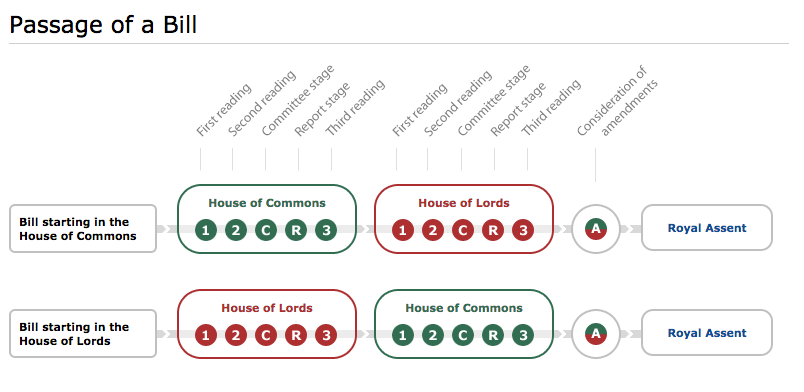 Passage of a Bill
First reading
Second reading
Committee stage
Report stage
Third reading
First reading
Second reading
Committee stage
Report stage
Third reading
Consideration of
amendments
Bill starting in the
House of Commons
House of Commons
1 2 C R 3
House of Lords
1 2 C R 3
A
Royal Assent
Bill starting in the
House of Lords
House of Lords
1 2 C R 3
House of Commons
1 2 C R 3
A
Royal Assent